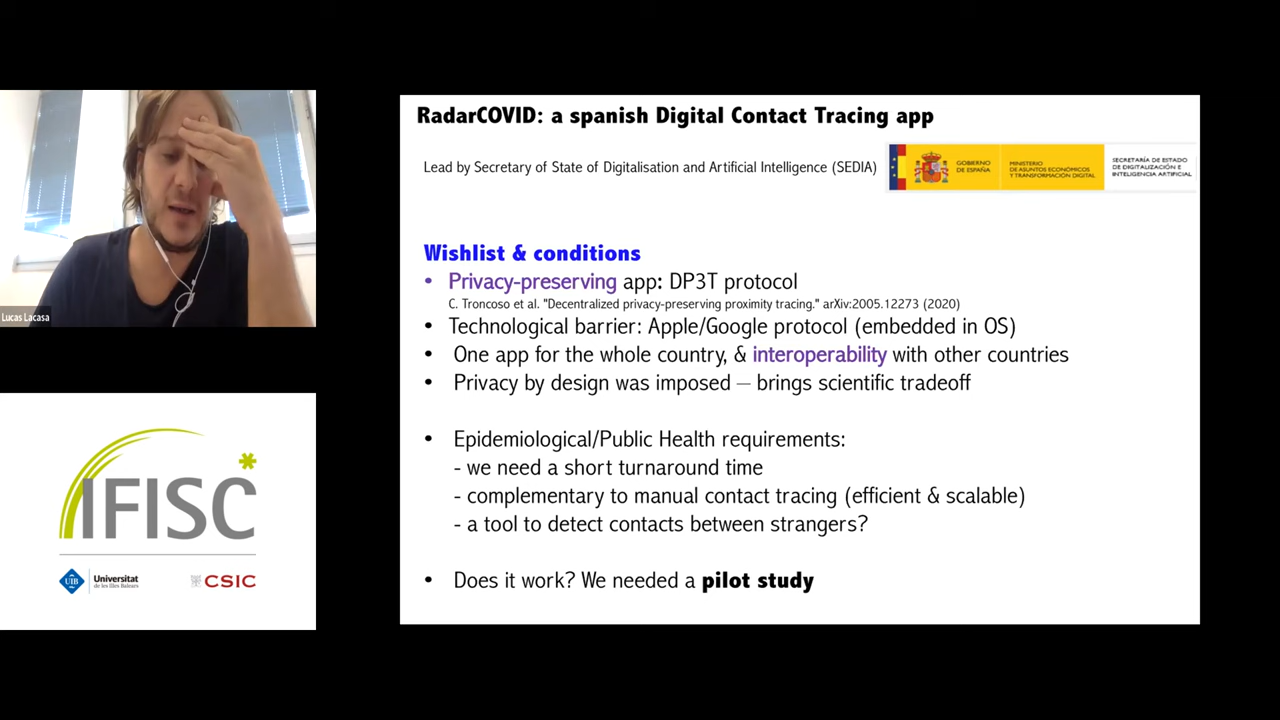 RadarCOVID: a spanish Digital Contact Tracing app
Lead by Secretary of State of Digitalisation and Artificial Intelligence (SEDIA)
GOBIERNO
DE ESPAÑA
MINISTERIO
DE ASUNTOS ECONÓMICOS
Y TRANSFORMACIÓN DIGITAL
SECRETARÍA DE ESTADO
DE DIGITALIZACIÓN E
INTELIGENCIA ARTIFICIAL
Wishlist & conditions
• Privacy-preserving app: DP3T protocol
C. Troncoso et al. "Decentralized privacy-preserving proximity tracing." arXiv:2005.12273 (2020)
• Technological barrier: Apple/Google protocol (embedded in OS)
• One app for the whole country, & interoperability with other countries
• Privacy by design was imposed — brings scientific tradeoff
• Epidemiological/Public Health requirements:
- we need a short turnaround time
- complementary to manual contact tracing (efficient & scalable)
- a tool to detect contacts between strangers?
• Does it work? We needed a pilot study
Lucas Lacasa
IFISC
UIB
Universitat
de les Illes Balears
CSIC